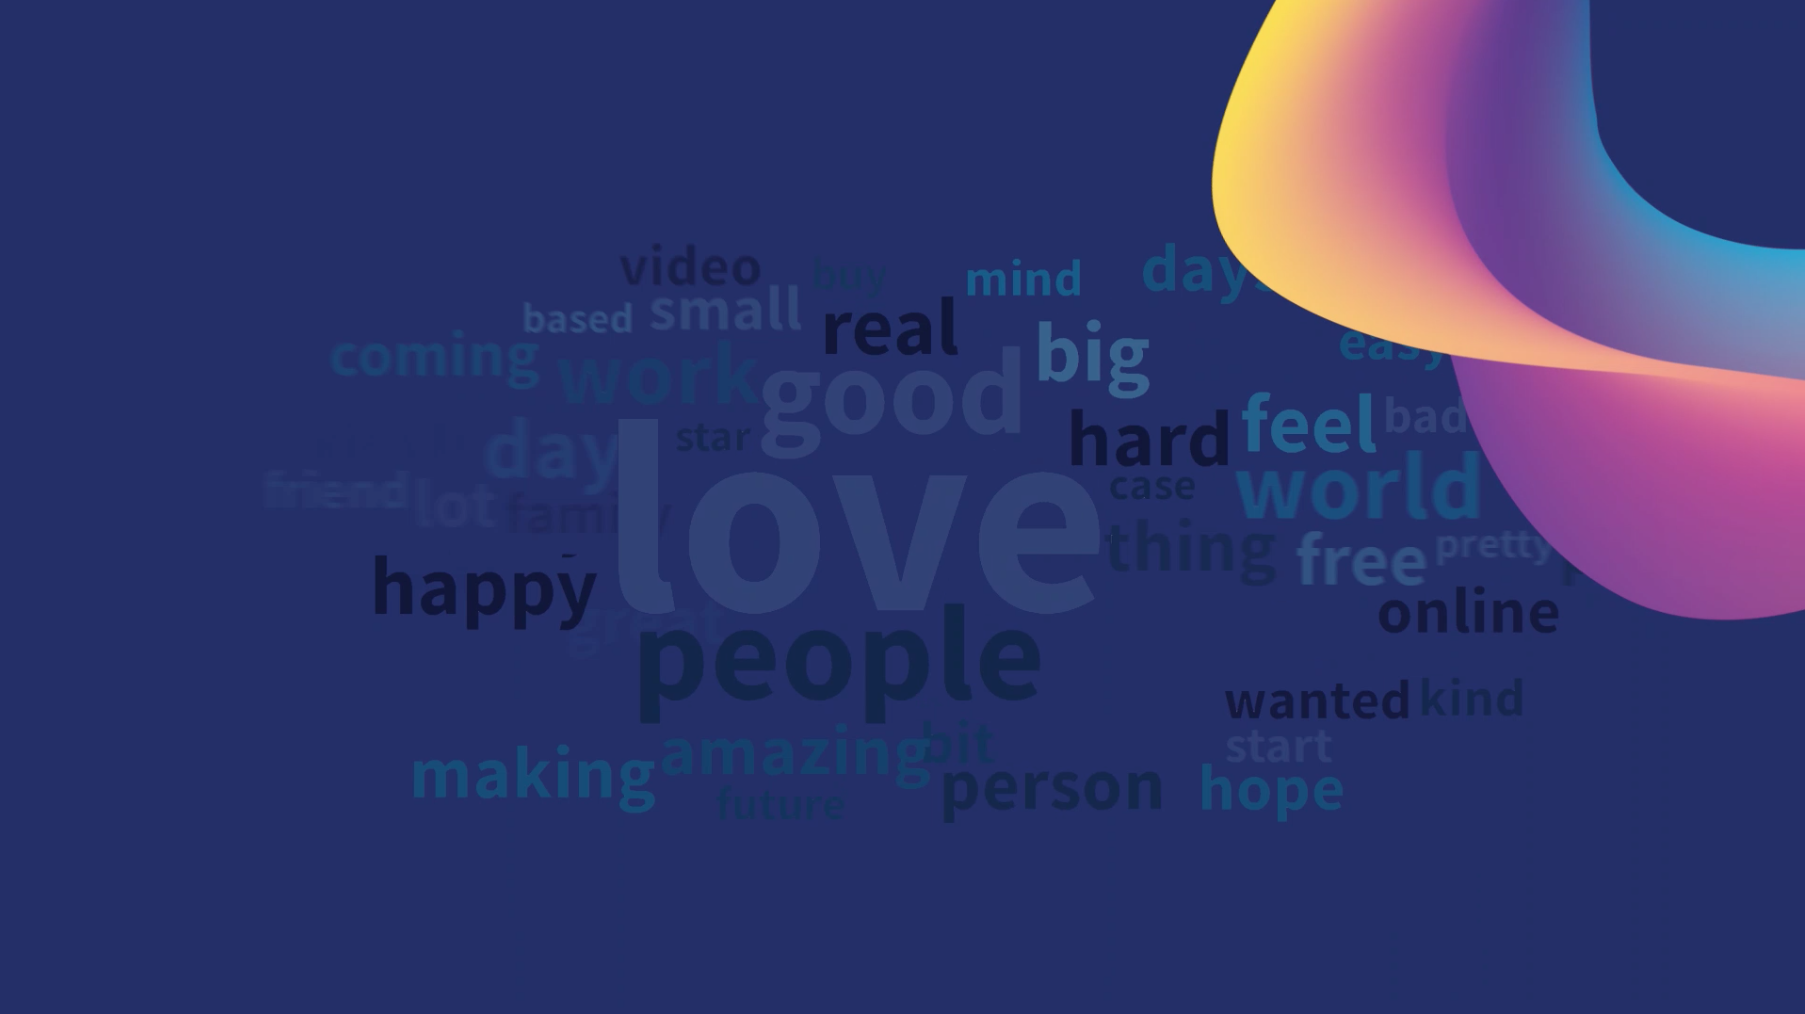 video
buy
mind
days
based
small
real
big
easy
coming
work
good
star
hard
feel
bad
day
love
case
world
friend
lot
family
thing
free
pretty
happy
online
great
people
wanted
kind
making
amazing
bit
start
future
person
hope